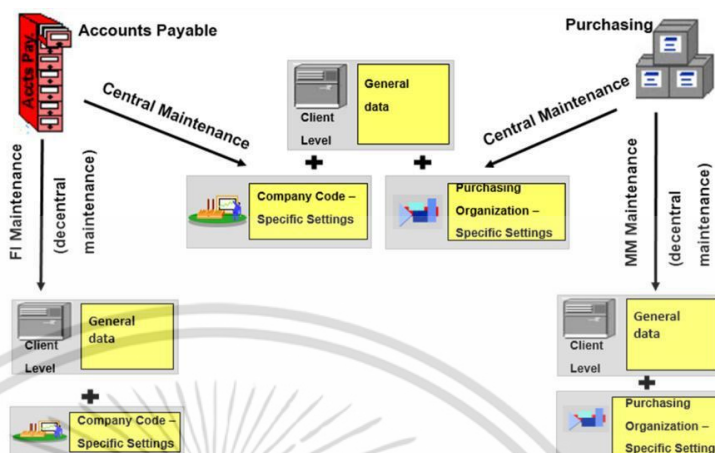 Accts Pay.
Accounts Payable
Purchasing
Central Maintenance
Central Maintenance
Client
Level
General
data
Company Code –
Specific Settings
Purchasing
Organization –
Specific Settings
FI Maintenance
(decentral
maintenance)
MM Maintenance
(decentral
maintenance)
Client
Level
General
data
Company Code –
Specific Settings
Client
Level
General
data
Purchasing
Organization –
Specific Setting